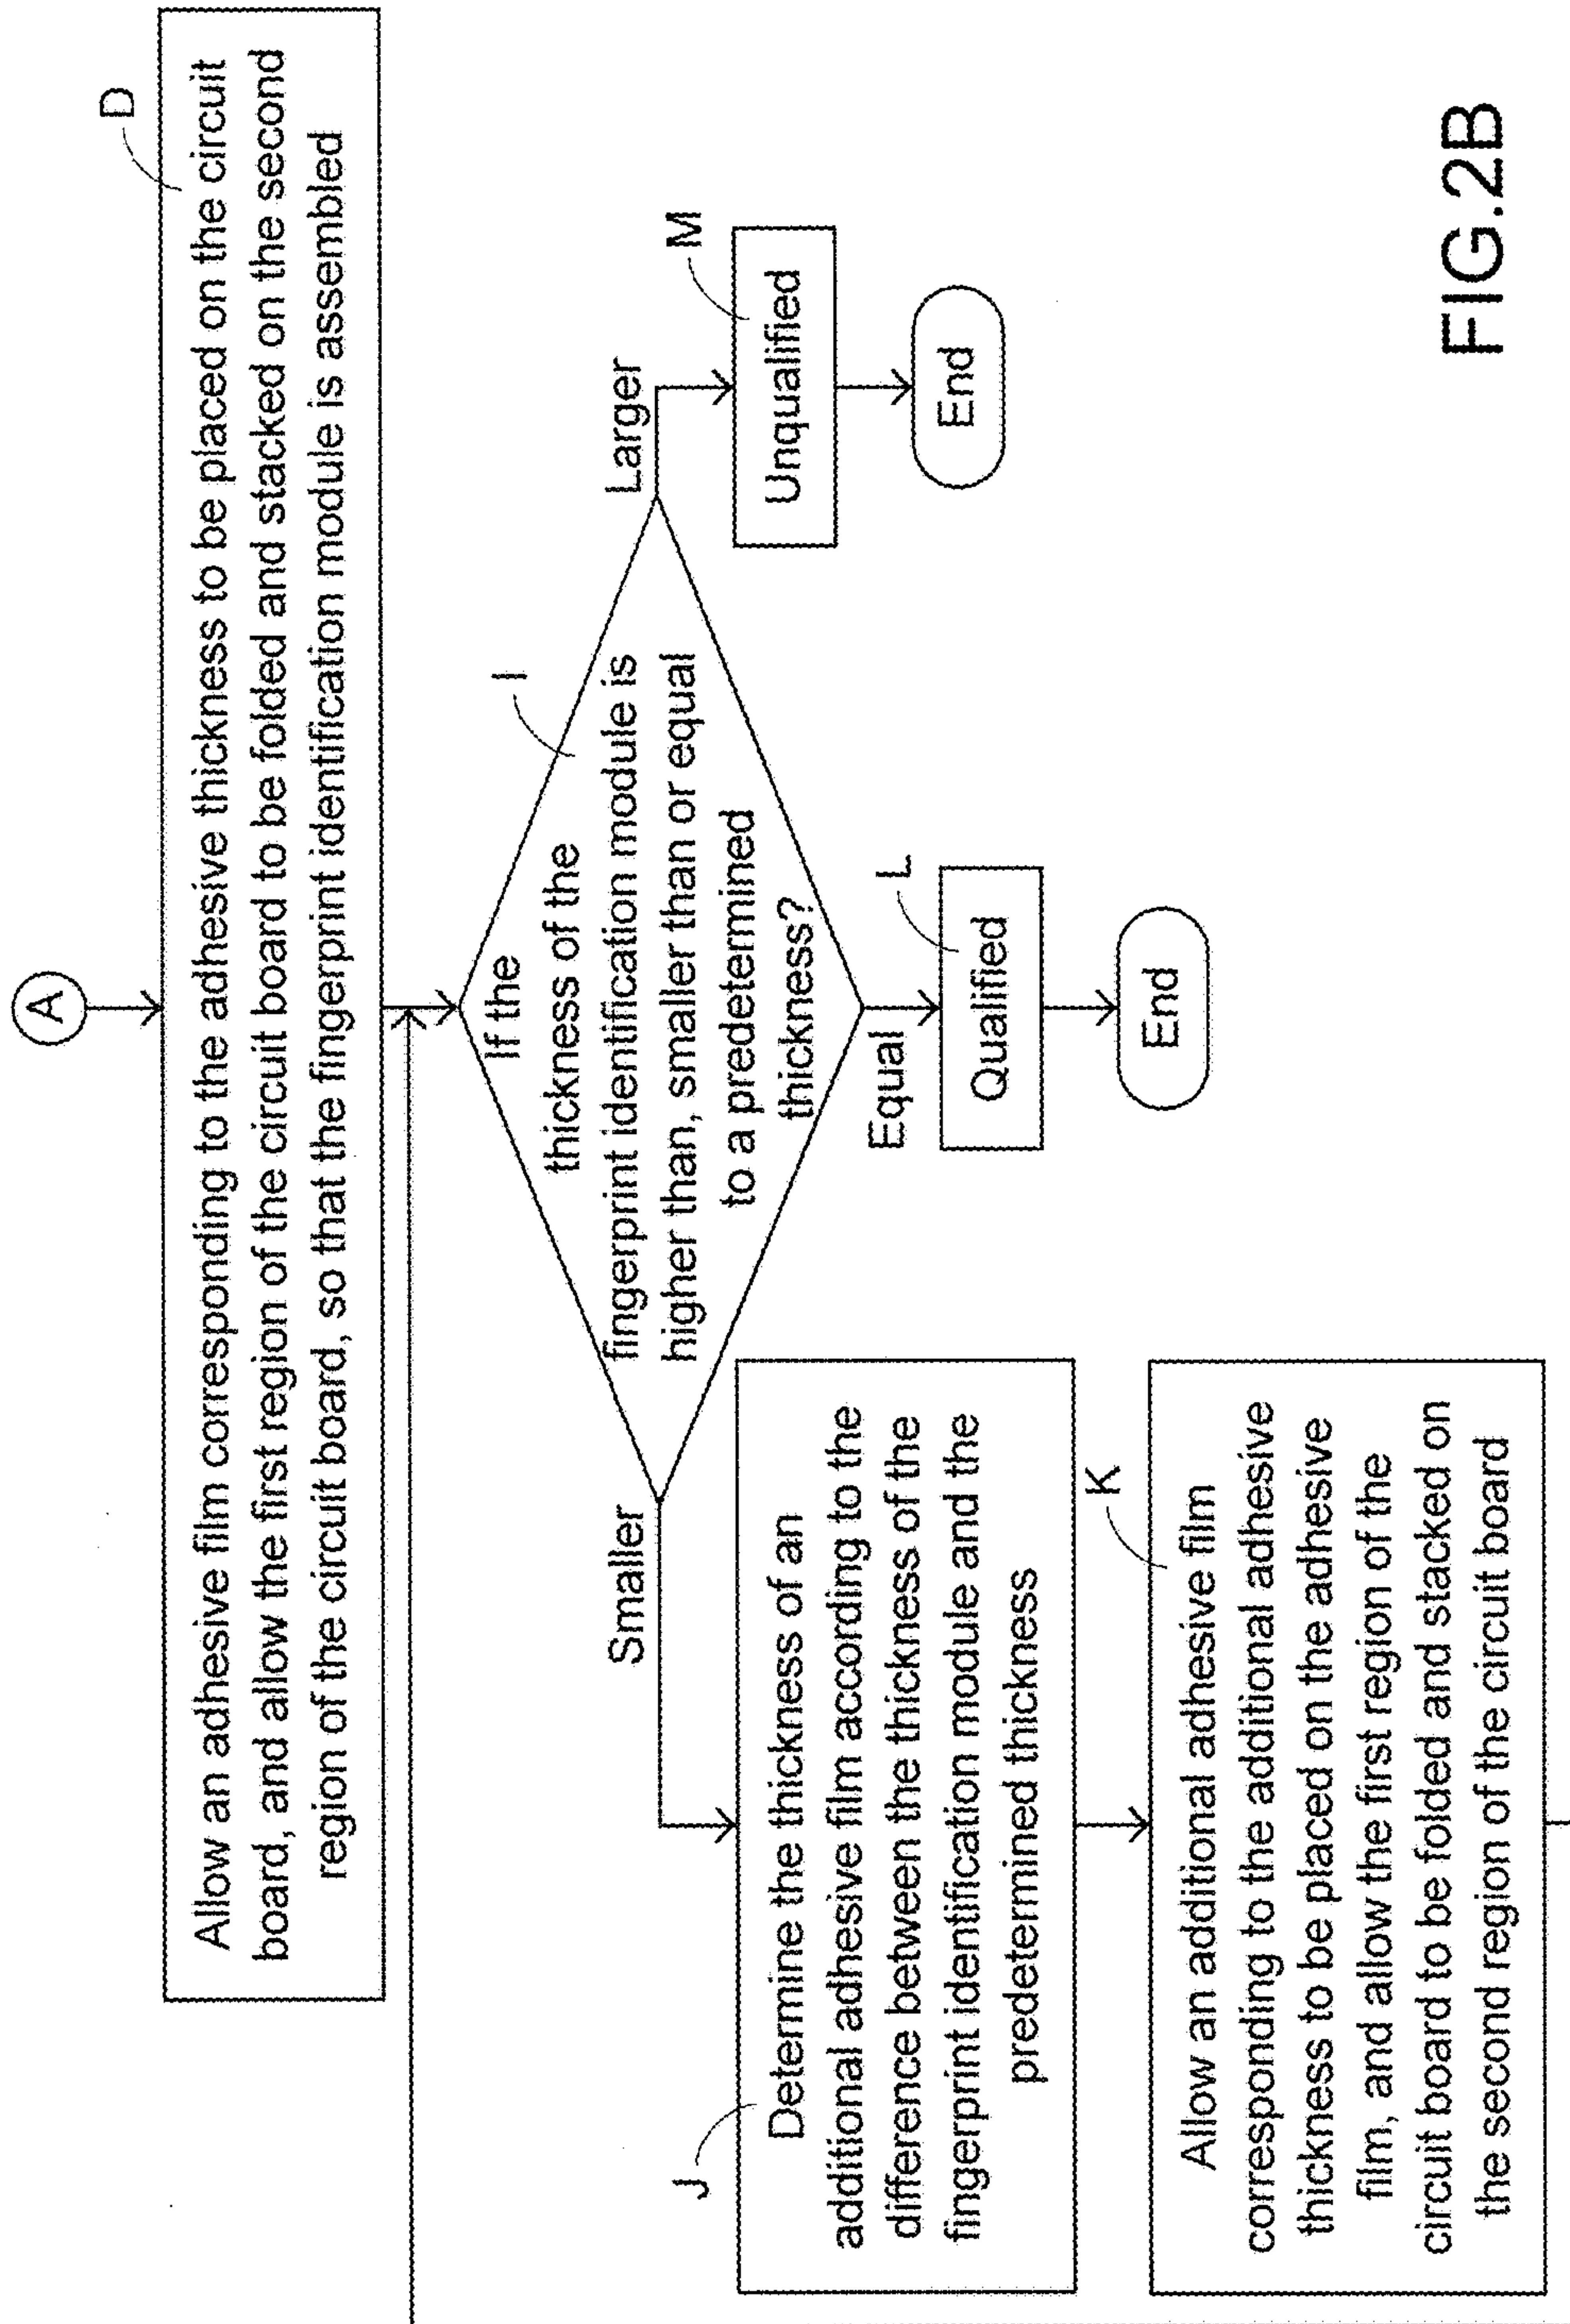 A
D
Allow an adhesive film corresponding to the adhesive thickness to be placed on the circuit
board, and allow the first region of the circuit board to be folded and stacked on the second
region of the circuit board, so that the fingerprint identification module is assembled
I
If the
thickness of the
fingerprint identification module is
higher than, smaller than or equal
to a predetermined
thickness?
Smaller
Larger
Equal
J
Determine the thickness of an
additional adhesive film according to the
difference between the thickness of the
fingerprint identification module and the
predetermined thickness
M
Unqualified
End
L
Qualified
End
K
Allow an additional adhesive film
corresponding to the additional adhesive
thickness to be placed on the adhesive
film, and allow the first region of the
circuit board to be folded and stacked on
the second region of the circuit board
FIG.2B